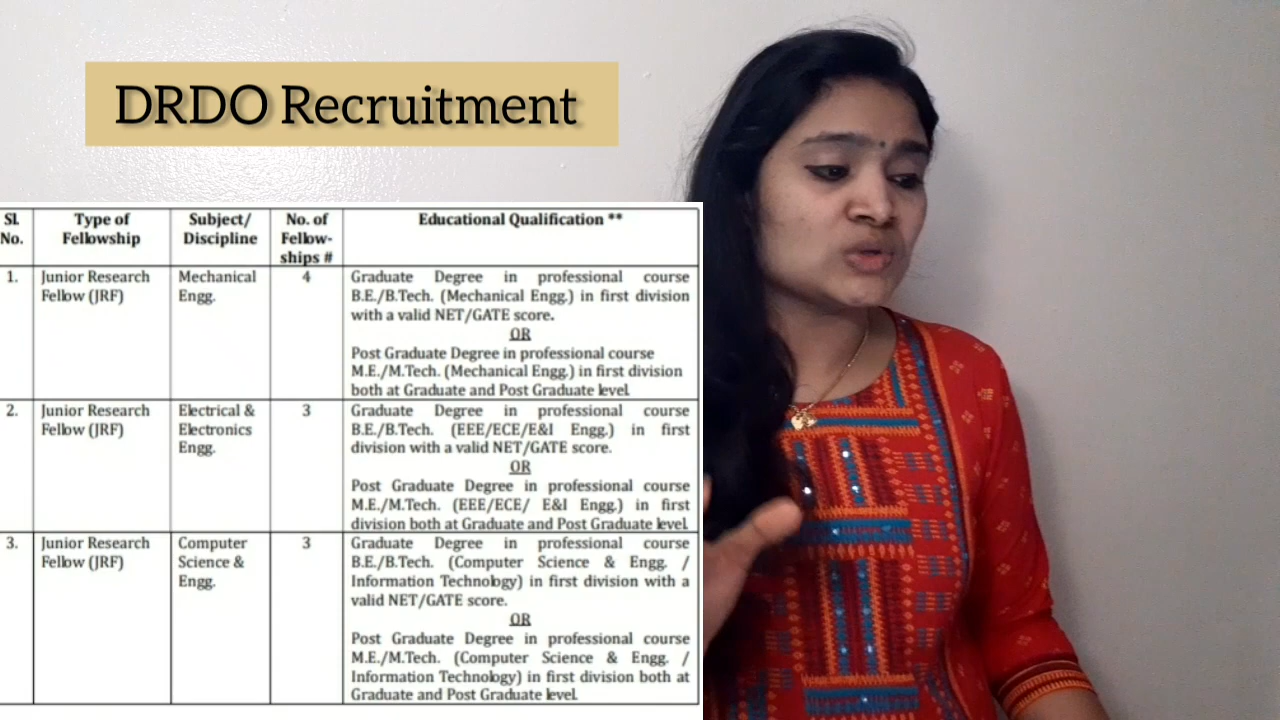 DRDO Recruitment
Sl. No. Type of Fellowship Subject/ Discipline No. of Fellow- ships # Educational Qualification **
1. Junior Research Fellow (JRF) Mechanical Engg. 4
Graduate Degree in professional course
B.E./B.Tech. (Mechanical Engg.) in first division
with a valid NET/GATE score.
OR
Post Graduate Degree in professional course
M.E./M.Tech. (Mechanical Engg.) in first division
both at Graduate and Post Graduate level.
2. Junior Research Fellow (JRF) Electrical & Electronics Engg. 3
Graduate Degree in professional course
B.E./B.Tech. (EEE/ECE/E&I Engg.) in first
division with a valid NET/GATE score.
OR
Post Graduate Degree in professional course
M.E./M.Tech. (EEE/ECE/ E&I Engg.) in first
division both at Graduate and Post Graduate level.
3. Junior Research Fellow (JRF) Computer Science & Engg. 3
Graduate Degree in professional course
B.E./B.Tech. (Computer Science & Engg. /
Information Technology) in first division with a
valid NET/GATE score.
OR
Post Graduate Degree in professional course
M.E./M.Tech. (Computer Science & Engg. /
Information Technology) in first division both at
Graduate and Post Graduate level.